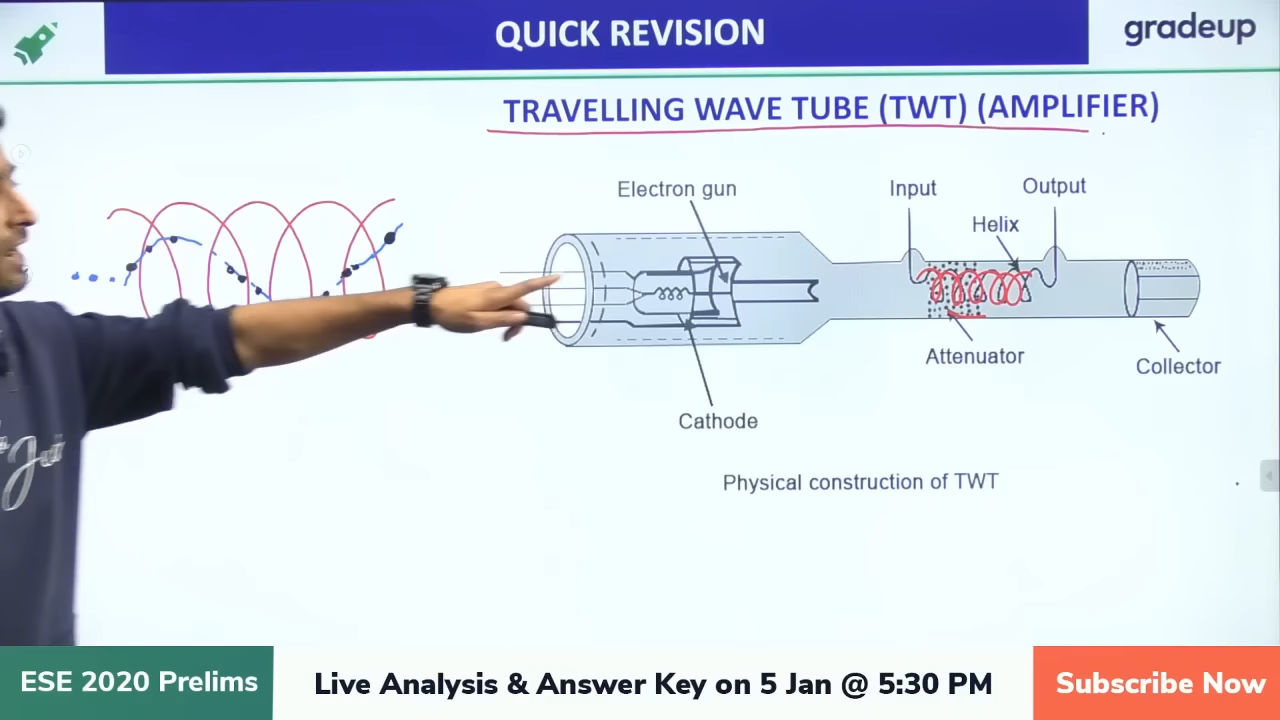 QUICK REVISION
gradeup
TRAVELLING WAVE TUBE (TWT) (AMPLIFIER)
Electron gun
Input
Output
Helix
Attenuator
Collector
Cathode
Physical construction of TWT
ESE 2020 Prelims
Live Analysis & Answer Key on 5 Jan @ 5:30 PM
Subscribe Now